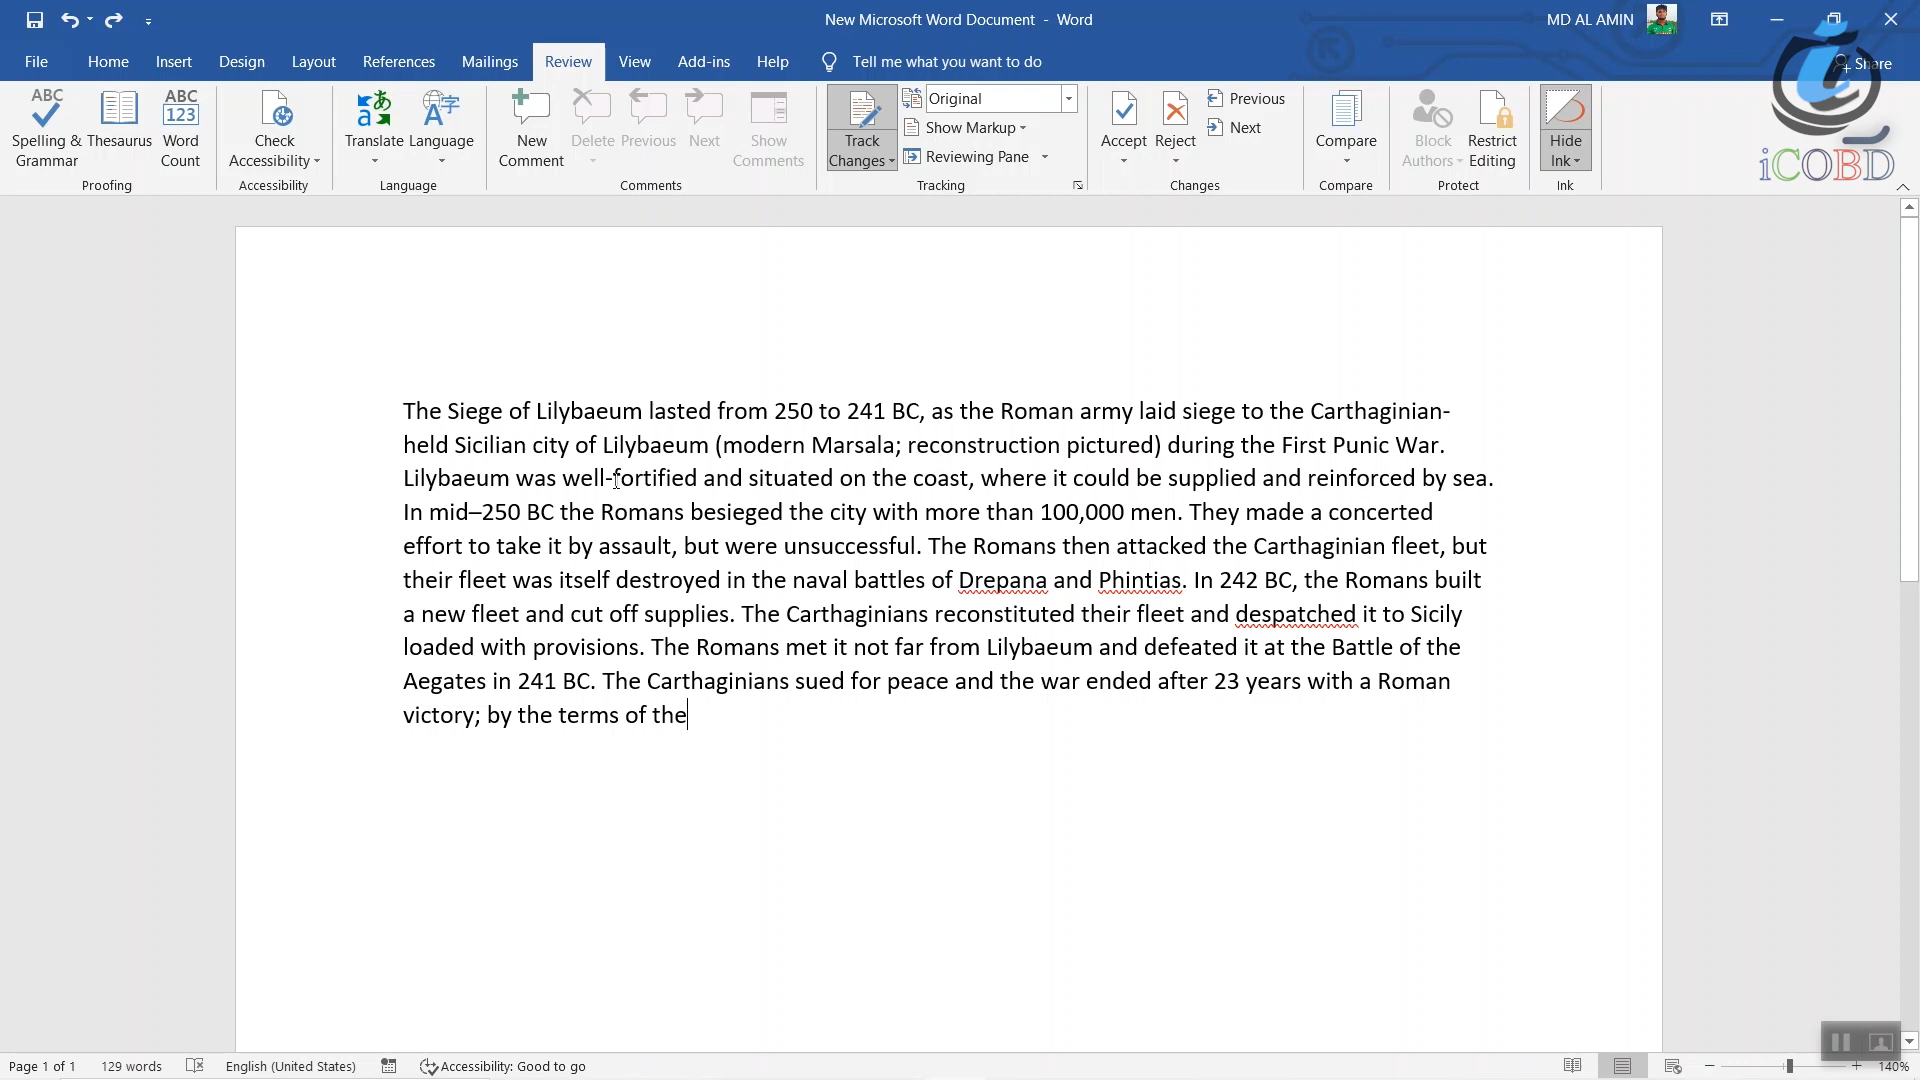 New Microsoft Word Document - Word
MD AL AMIN
File Home Insert Design Layout References Mailings Review View Add-ins Help Tell me what you want to do
Share
ABC
Spelling & Grammar
Thesaurus
ABC
123
Word Count
Proofing
Check Accessibility
Accessibility
Translate
Language
Language
New Comment
Delete
Previous
Next
Show Comments
Comments
Track Changes
Original
Show Markup
Reviewing Pane
Tracking
Accept
Reject
Previous
Next
Changes
Compare
Compare
Block Authors
Restrict Editing
Protect
Hide Ink
Ink
iCOBD
The Siege of Lilybaeum lasted from 250 to 241 BC, as the Roman army laid siege to the Carthaginian-
held Sicilian city of Lilybaeum (modern Marsala; reconstruction pictured) during the First Punic War.
Lilybaeum was well-fortified and situated on the coast, where it could be supplied and reinforced by sea.
In mid–250 BC the Romans besieged the city with more than 100,000 men. They made a concerted
effort to take it by assault, but were unsuccessful. The Romans then attacked the Carthaginian fleet, but
their fleet was itself destroyed in the naval battles of Drepana and Phintias. In 242 BC, the Romans built
a new fleet and cut off supplies. The Carthaginians reconstituted their fleet and despatched it to Sicily
loaded with provisions. The Romans met it not far from Lilybaeum and defeated it at the Battle of the
Aegates in 241 BC. The Carthaginians sued for peace and the war ended after 23 years with a Roman
victory; by the terms of the
Page 1 of 1 129 words English (United States) Accessibility: Good to go 140%